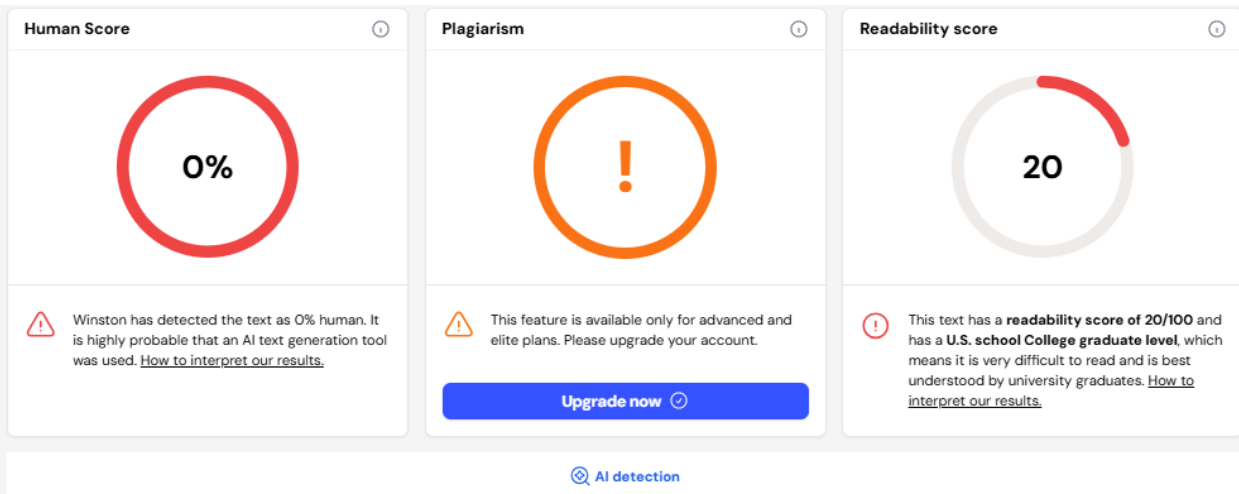 Human Score
0%
Winston has detected the text as 0% human. It
is highly probable that an AI text generation tool
was used. How to interpret our results.
Plagiarism
!
This feature is available only for advanced and
elite plans. Please upgrade your account.
Upgrade now
Readability score
20
This text has a readability score of 20/100 and
has a U.S. school College graduate level, which
means it is very difficult to read and is best
understood by university graduates. How to
interpret our results.
AI detection